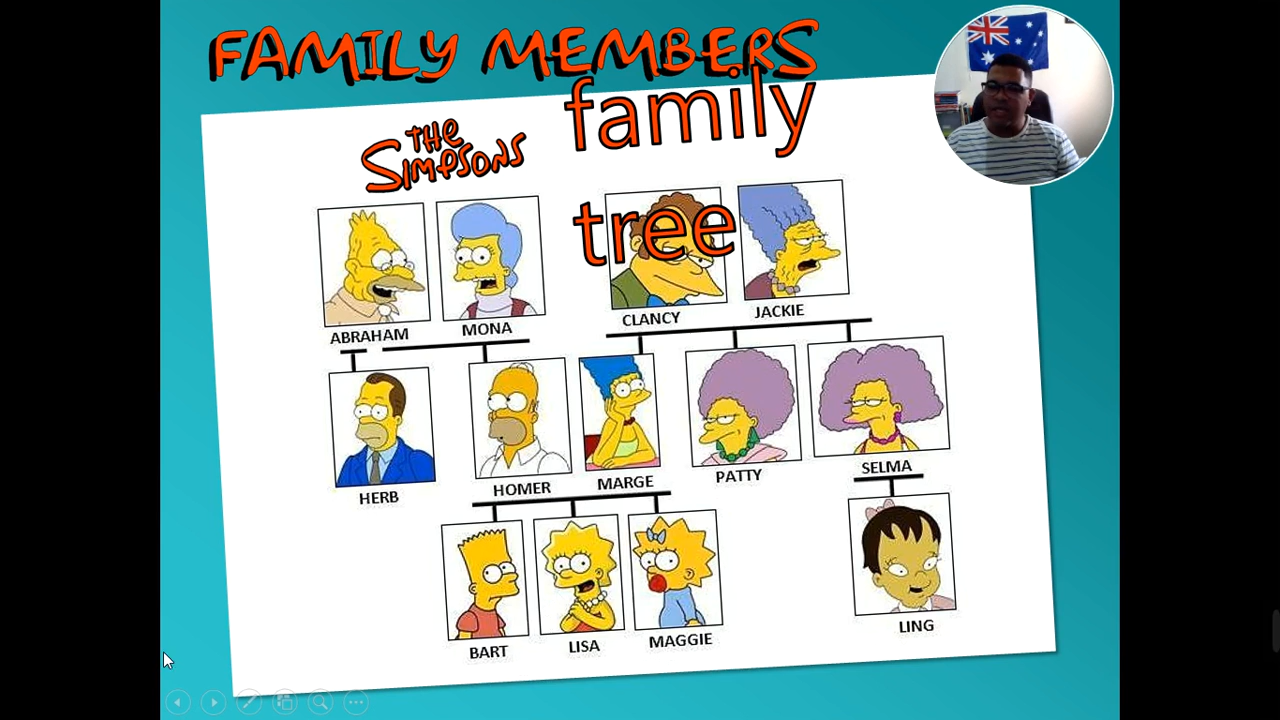 FAMILY MEMBERS
family
THE
SIMPSONS
tree
ABRAHAM
MONA
CLANCY
JACKIE
HERB
HOMER
MARGE
PATTY
SELMA
BART
LISA
MAGGIE
LING